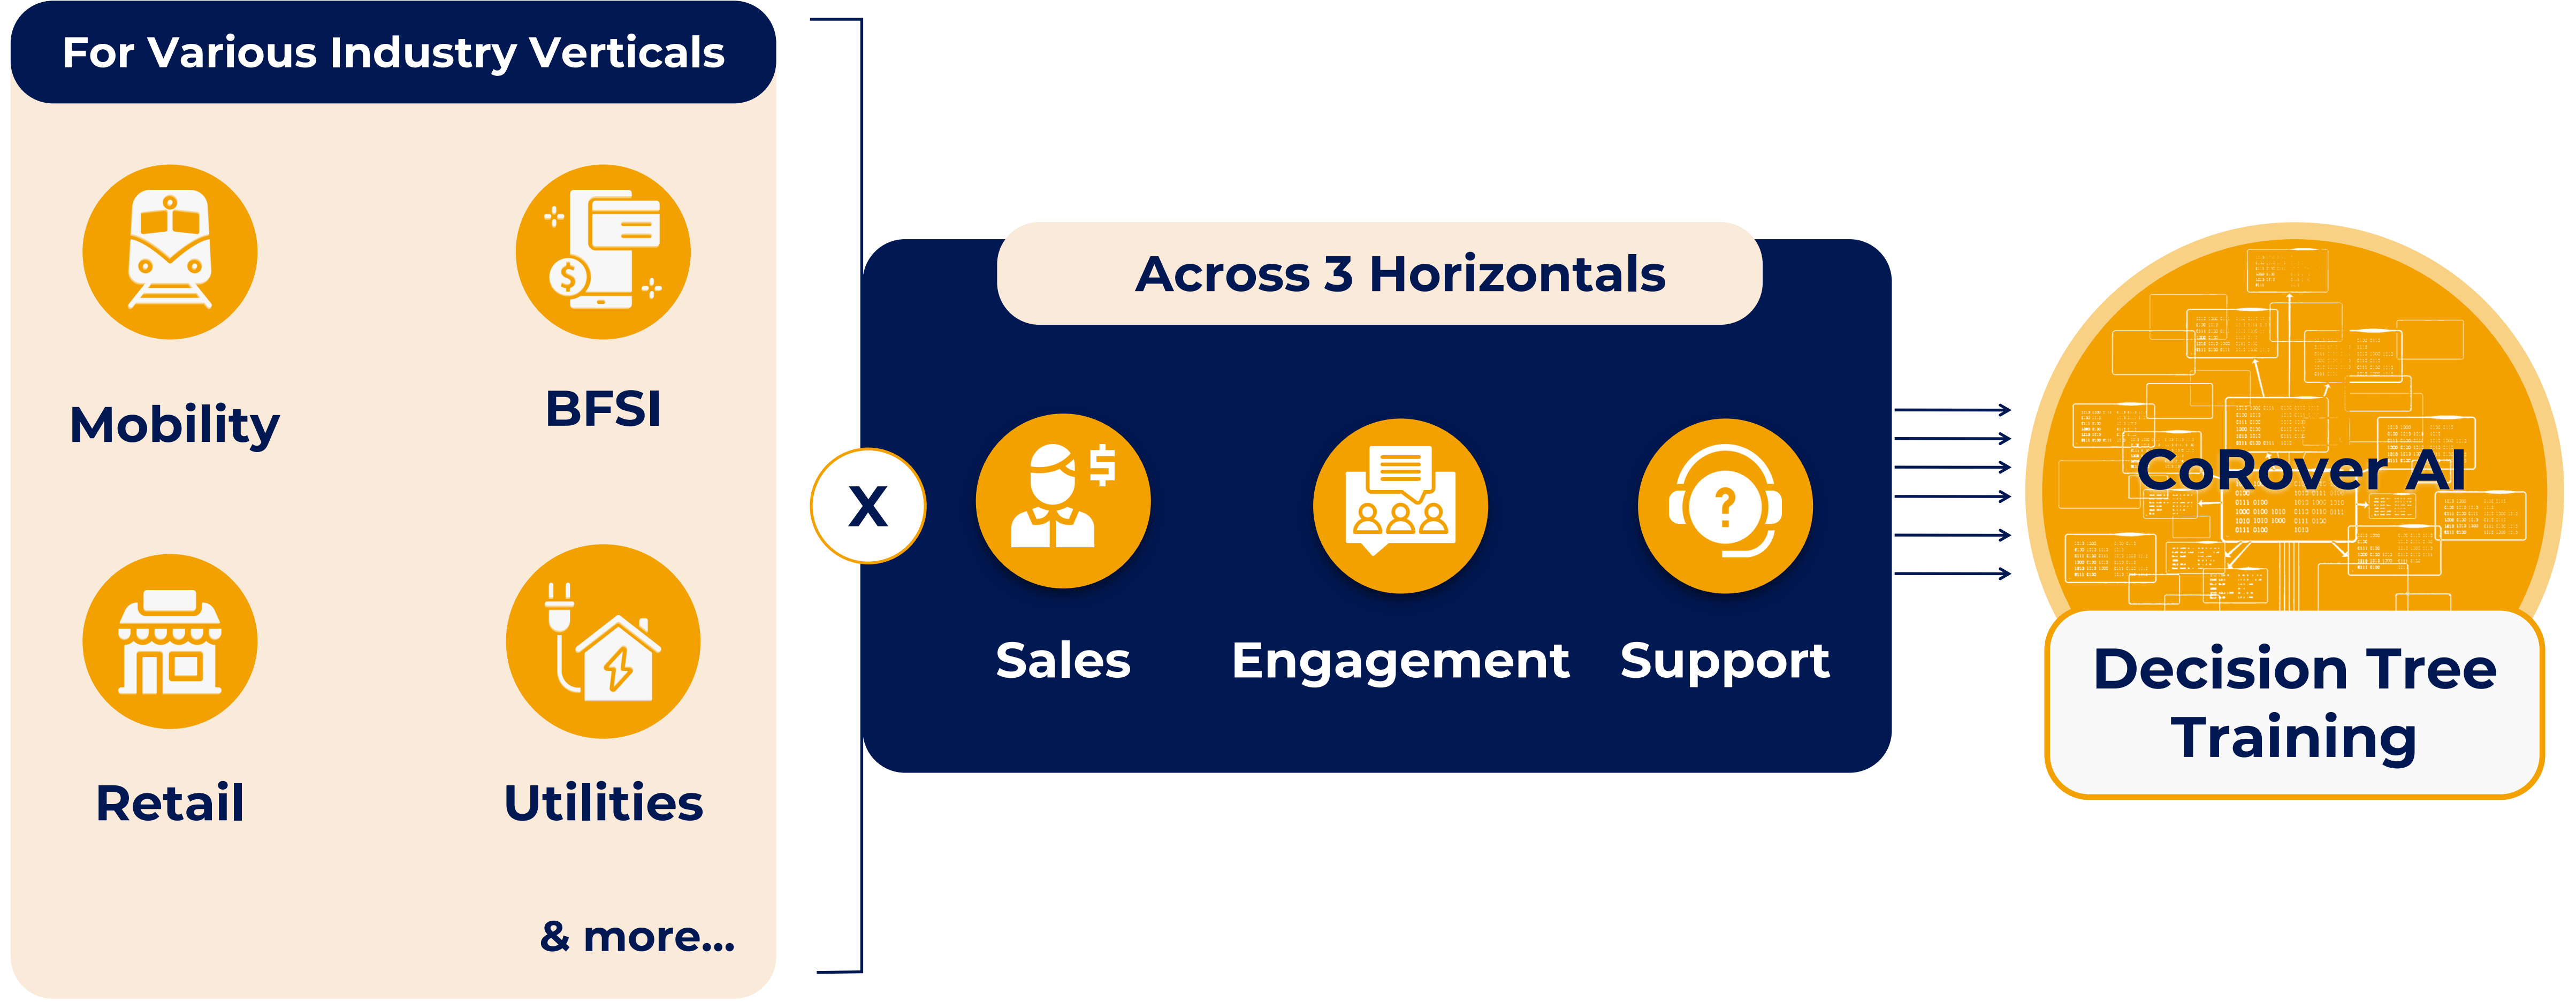 For Various Industry Verticals
Mobility
BFSI
Retail
Utilities
& more...
X
Across 3 Horizontals
Sales
Engagement
Support
CoRover AI
Decision Tree
Training